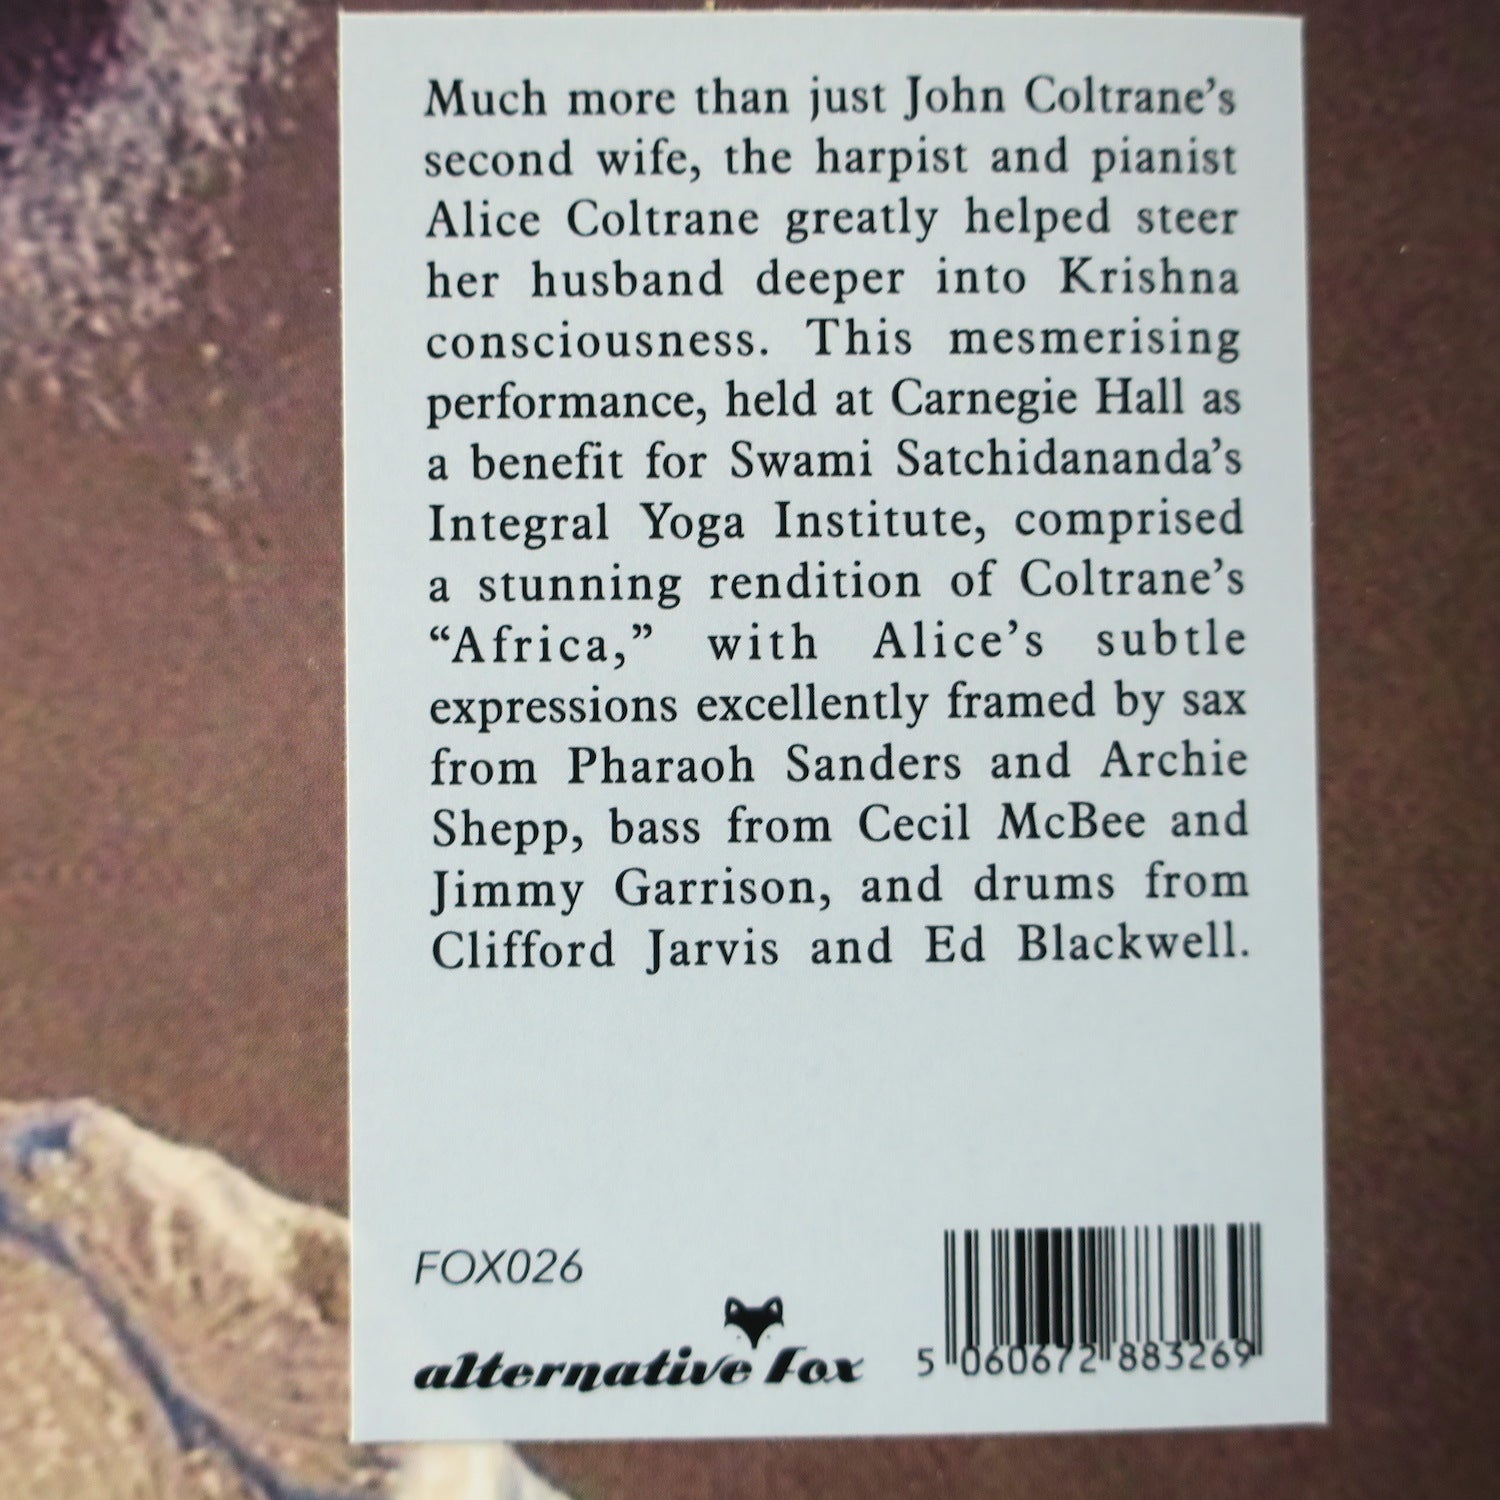 Much more than just John Coltrane’s
second wife, the harpist and pianist
Alice Coltrane greatly helped steer
her husband deeper into Krishna
consciousness. This mesmerising
performance, held at Carnegie Hall as
a benefit for Swami Satchidananda’s
Integral Yoga Institute, comprised
a stunning rendition of Coltrane’s
“Africa,” with Alice’s subtle
expressions excellently framed by sax
from Pharaoh Sanders and Archie
Shepp, bass from Cecil McBee and
Jimmy Garrison, and drums from
Clifford Jarvis and Ed Blackwell.
FOX026
alternative fox
5 060672 883269